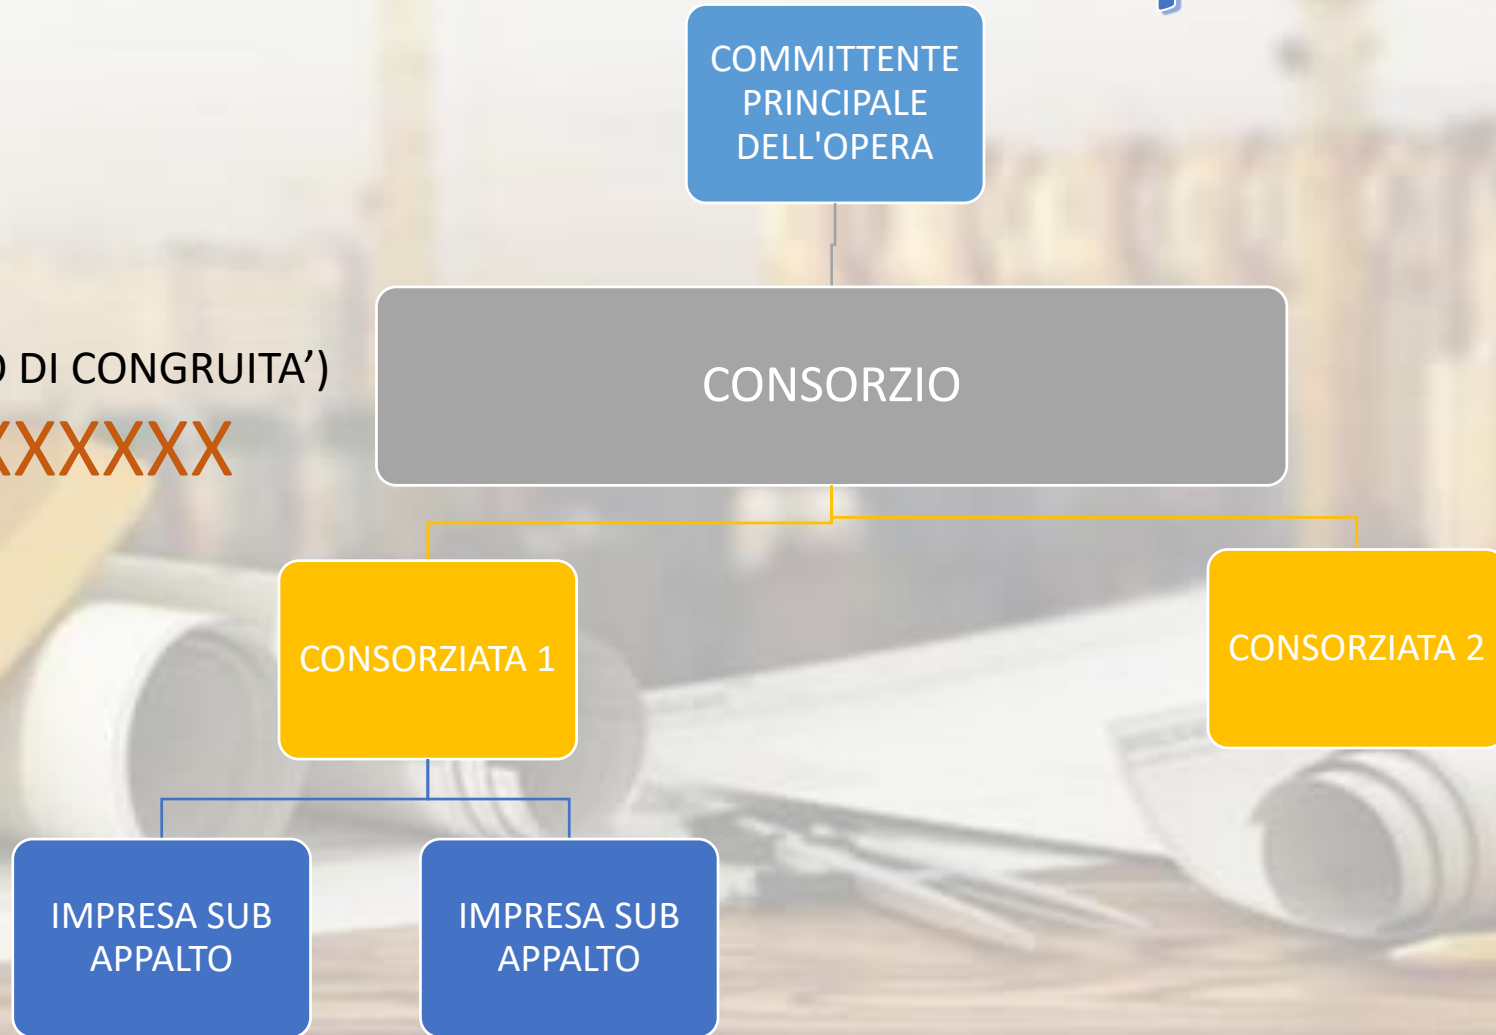 COMMITTENTE
PRINCIPALE
DELL'OPERA
DI CONGRUITA’)
XXXXXX
CONSORZIO
CONSORZIATA 1
CONSORZIATA 2
IMPRESA SUB
APPALTO
IMPRESA SUB
APPALTO